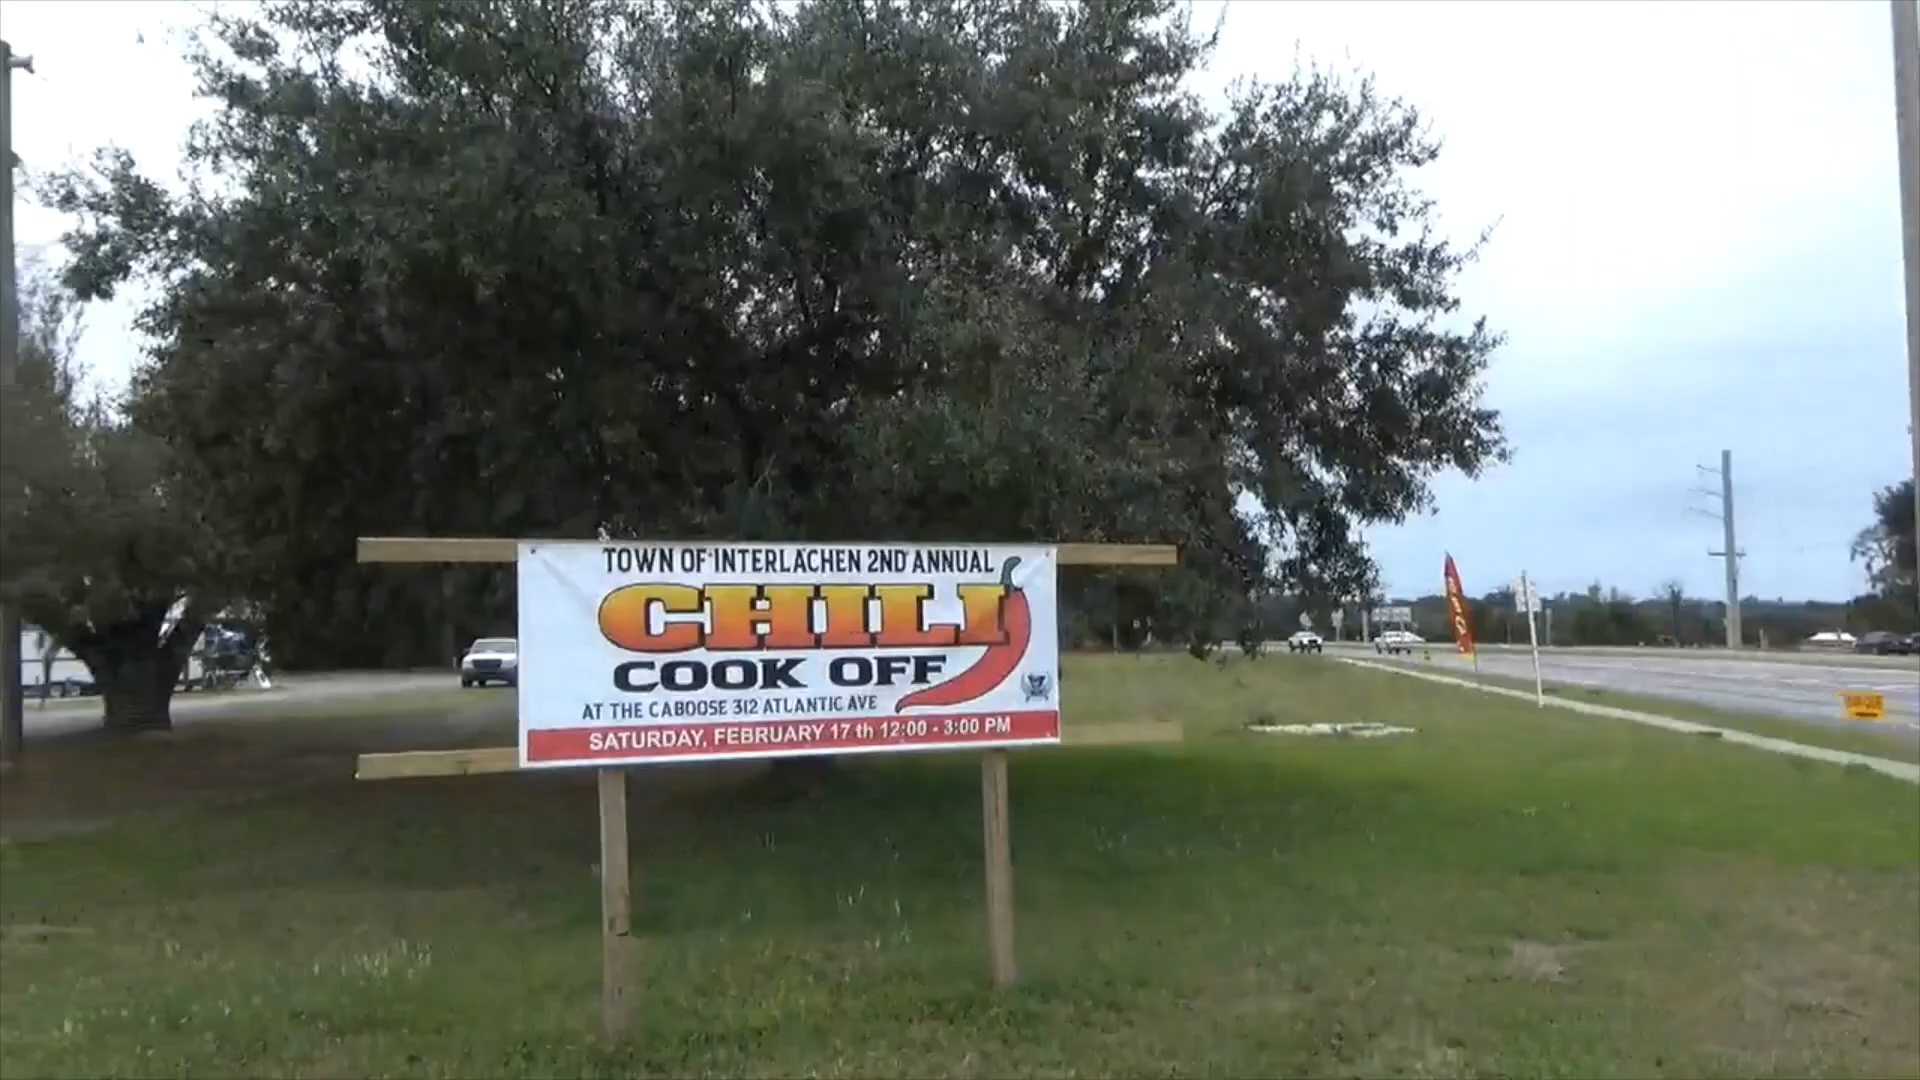 TOWN OF INTERLACHEN 2ND ANNUAL
CHILI
COOK OFF
AT THE CABOOSE 312 ATLANTIC AVE
SATURDAY, FEBRUARY 17 th 12:00 - 3:00 PM